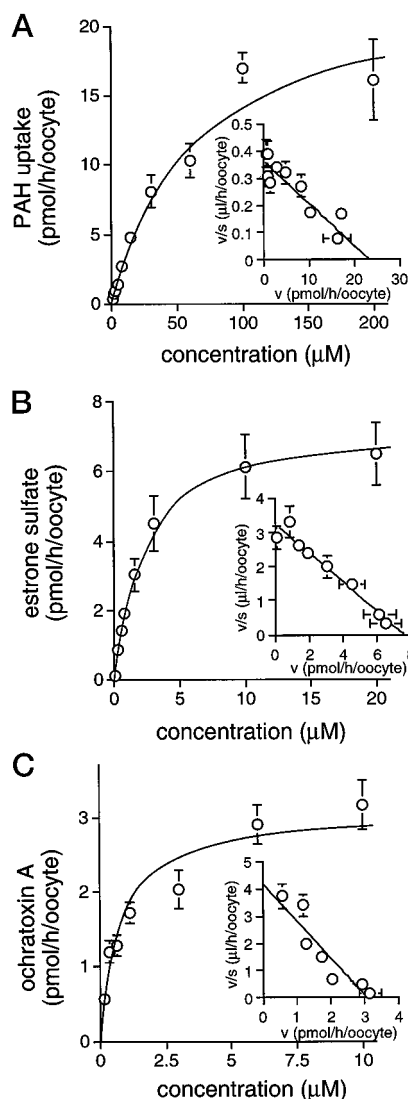 A
PAH uptake
(pmol/h/oocyte)
20
15
10
5
0
0 50 100 150 200
concentration (μM)
v/s (μl/h/oocyte)
0.5
0.4
0.3
0.2
0.1
0
0 10 20 30
v (pmol/h/oocyte)
B
estrone sulfate
(pmol/h/oocyte)
8
6
4
2
0
0 5 10 15 20
concentration (μM)
v/s (μl/h/oocyte)
4
3
2
1
0
0 2 4 6 8
v (pmol/h/oocyte)
C
ochratoxin A
(pmol/h/oocyte)
3
2
1
0
0 2.5 5 7.5 10
concentration (μM)
v/s (μl/h/oocyte)
5
4
3
2
1
0
0 1 2 3 4
v (pmol/h/oocyte)